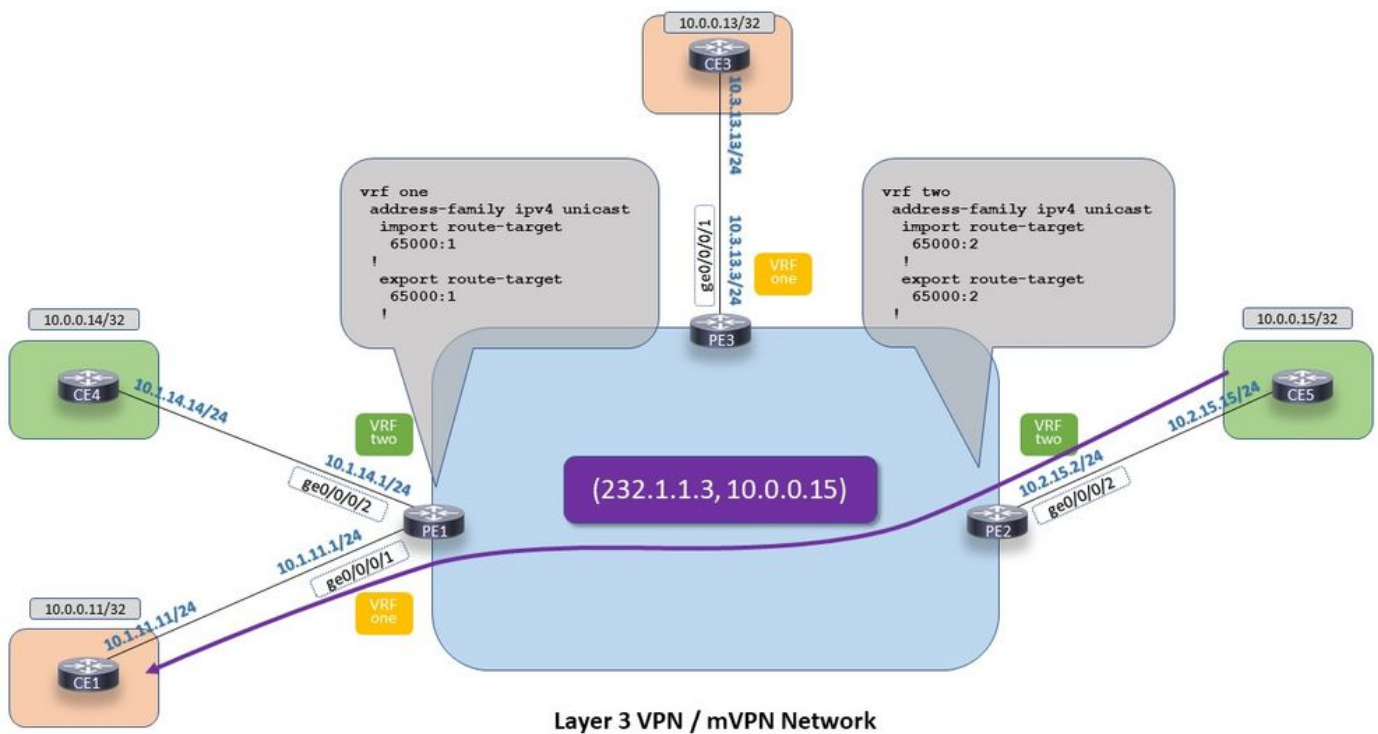 10.0.0.13/32
CE3
10.3.13.13/24
vrf one
address-family ipv4 unicast
import route-target
65000:1
!
export route-target
65000:1
!
vrf two
address-family ipv4 unicast
import route-target
65000:2
!
export route-target
65000:2
!
ge0/0/0/1
10.3.13.3/24
VRF
one
PE3
10.0.0.14/32
CE4
10.1.14.14/24
VRF
two
10.1.14.1/24
ge0/0/0/2
PE1
10.1.11.1/24
ge0/0/0/1
VRF
one
10.0.0.11/32
10.1.11.11/24
CE1
(232.1.1.3, 10.0.0.15)
10.0.0.15/32
CE5
10.2.15.15/24
VRF
two
10.2.15.2/24
ge0/0/0/2
PE2
Layer 3 VPN / mVPN Network